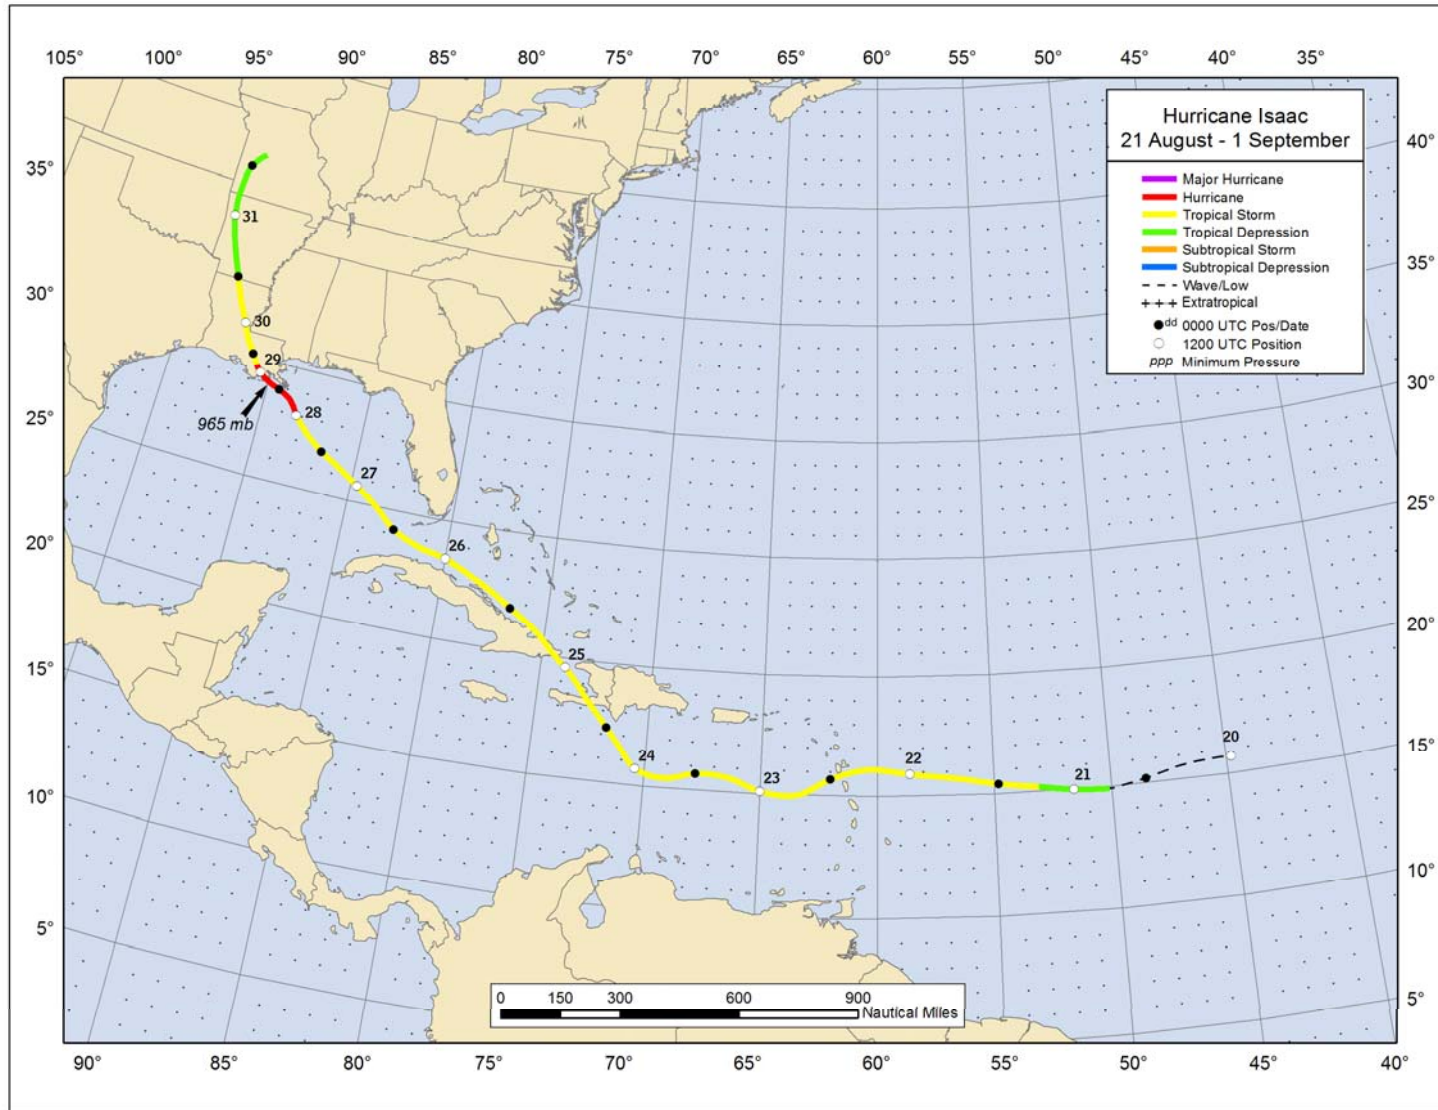 105° 100° 95° 90° 85° 80° 75° 70° 65° 60° 55° 50° 45° 40° 35°
Hurricane Isaac
21 August - 1 September
Major Hurricane
Hurricane
Tropical Storm
Tropical Depression
Subtropical Storm
Subtropical Depression
Wave/Low
Extratropical
dd 0000 UTC Pos/Date
1200 UTC Position
ppp Minimum Pressure
40°
35°
31
35°
30°
30
29
30°
965 mb
28
25°
27
25°
20°
26
20°
25
15°
20
15°
24
22
23
21
10°
10°
5°
0 150 300 600 900
Nautical Miles
5°
90° 85° 80° 75° 70° 65° 60° 55° 50° 45° 40°